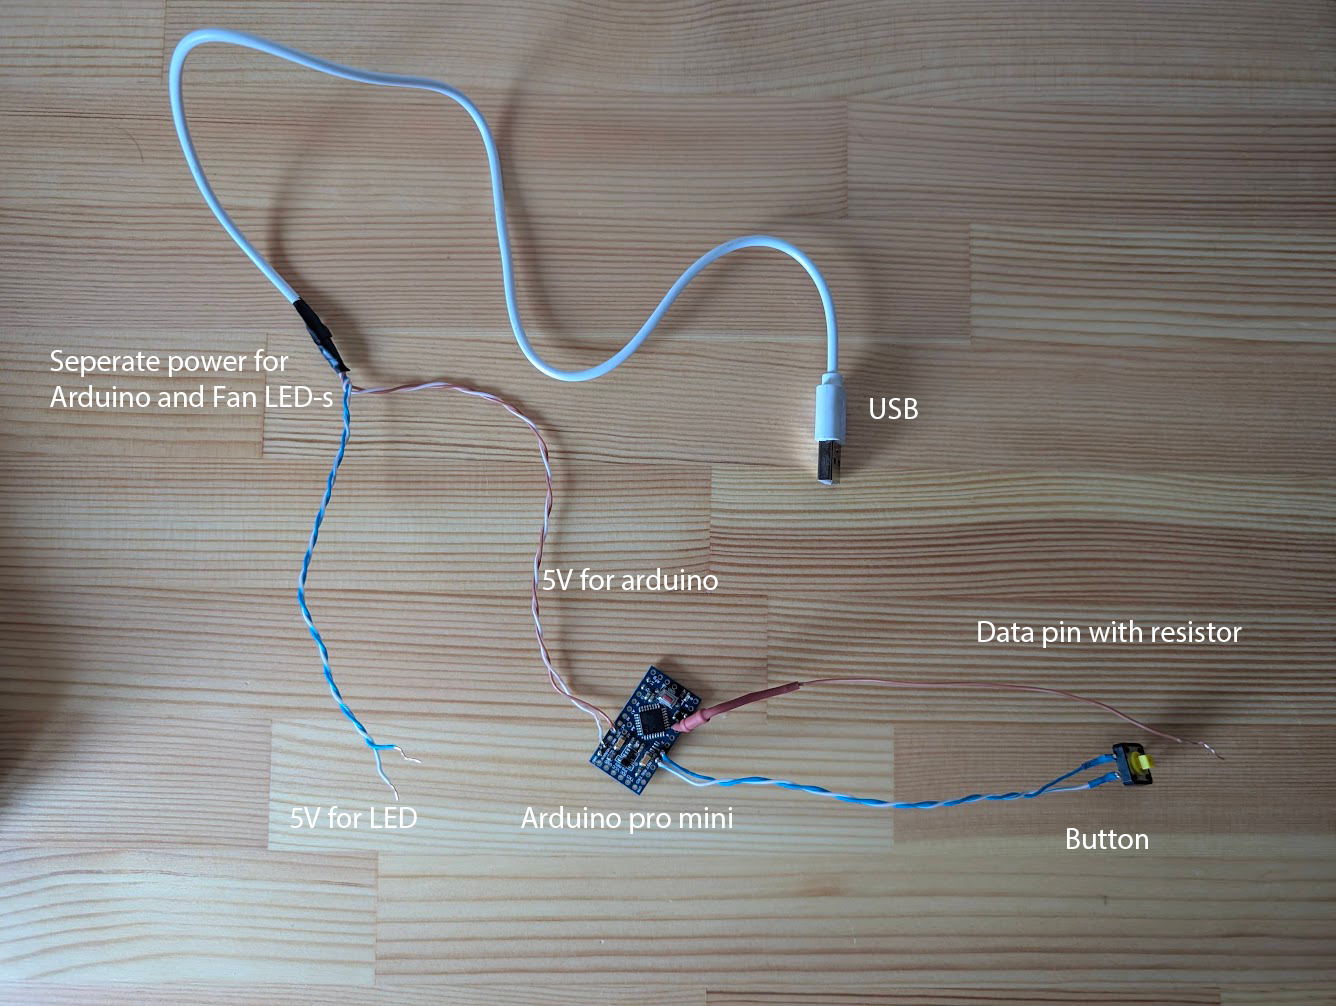 Seperate power for
Arduino and Fan LED-s
USB
5V for arduino
Data pin with resistor
5V for LED
Arduino pro mini
Button